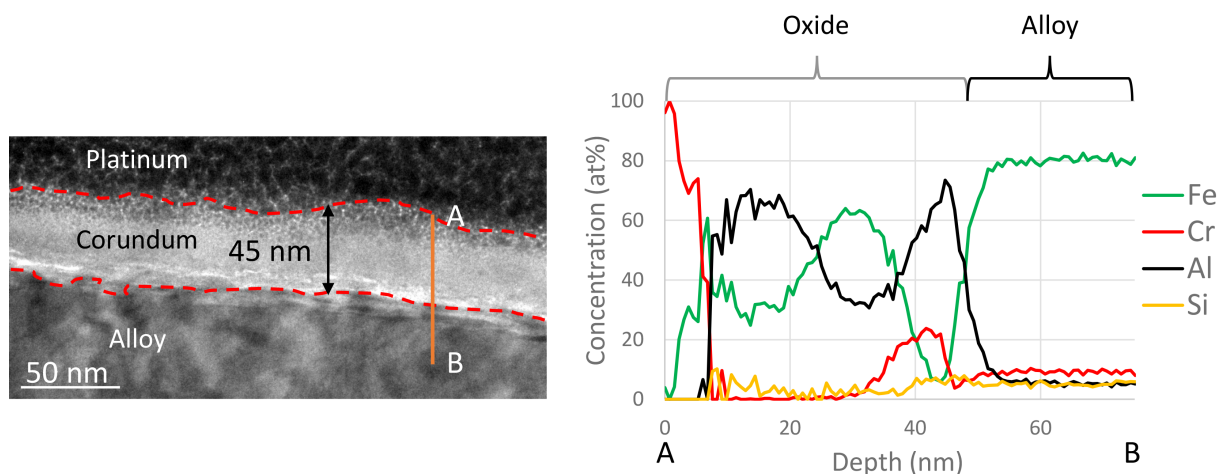 Oxide
Alloy
Platinum
Corundum
45 nm
A
Alloy
B
50 nm
Concentration (at%)
100
80
60
40
20
0
0
20
40
60
A
B
Depth (nm)
Fe
Cr
Al
Si